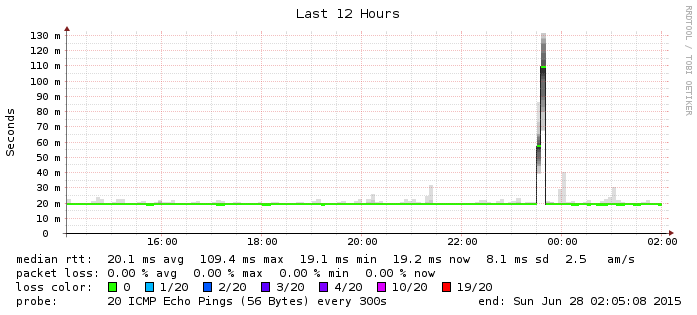 Last 12 Hours
RRDTOOL / TOBI OETIKER
Seconds
130 m
120 m
110 m
100 m
90 m
80 m
70 m
60 m
50 m
40 m
30 m
20 m
10 m
0
16:00 18:00 20:00 22:00 00:00 02:00
median rtt: 20.1 ms avg 109.4 ms max 19.1 ms min 19.2 ms now 8.1 ms sd 2.5 am/s
packet loss: 0.00 % avg 0.00 % max 0.00 % min 0.00 % now
loss color: 0 1/20 2/20 3/20 4/20 10/20 19/20
probe: 20 ICMP Echo Pings (56 Bytes) every 300s end: Sun Jun 28 02:05:08 2015